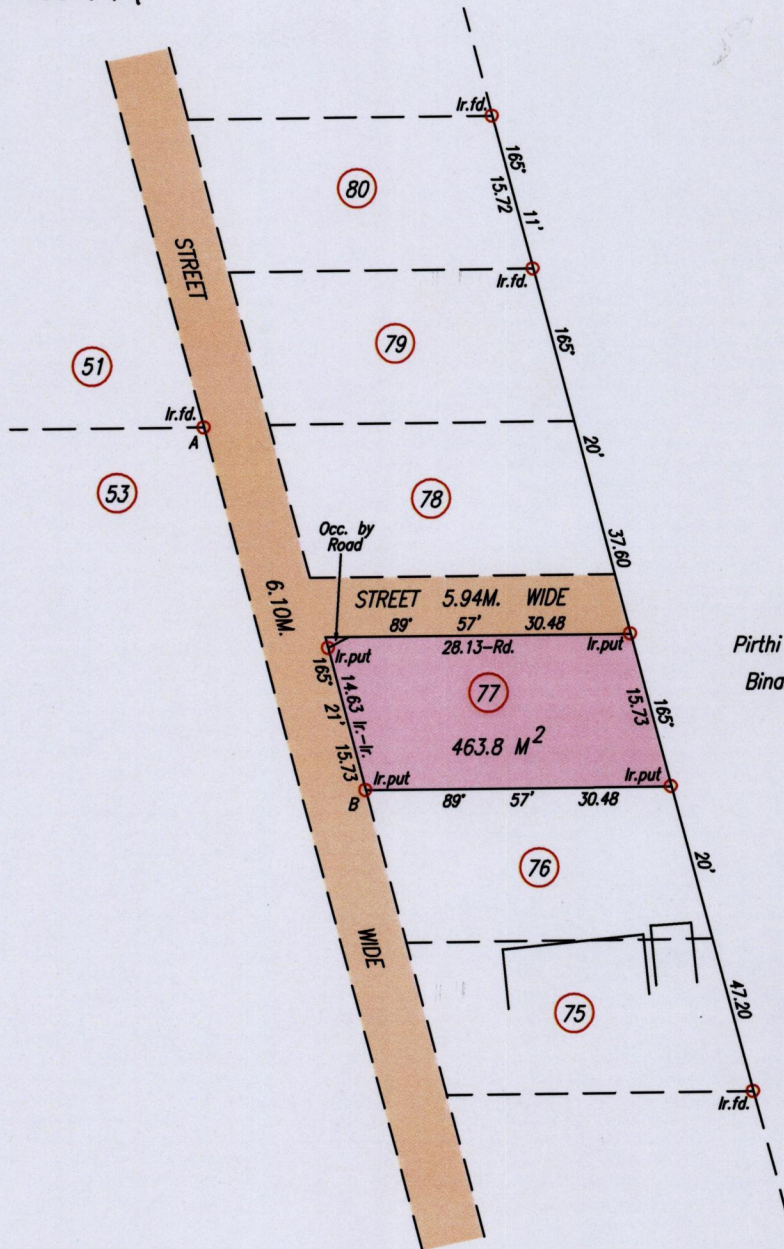 Ir.fd.
165°
15.72
11'
80
Ir.fd.
STREET
79
165°
51
Ir.fd.
A
20'
53
78
Occ. by
Road
37.60
6.10M.
STREET 5.94M. WIDE
89° 57' 30.48
Ir.put
28.13-Rd.
Ir.put
Pirthi
Bina
165° 21' 15.73
14.63 Ir.-Ir.
77
15.73
165°
463.8 M²
Ir.put
Ir.put
B
89° 57' 30.48
76
20'
WIDE
75
47.20
Ir.fd.